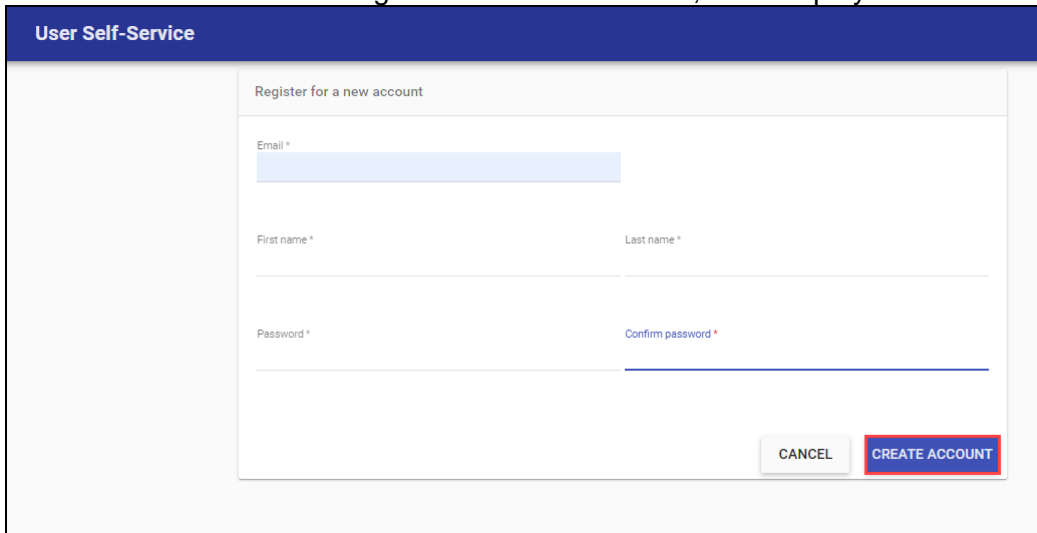 User Self-Service
Register for a new account
Email *
First name * Last name *
Password * Confirm password *
CANCEL CREATE ACCOUNT